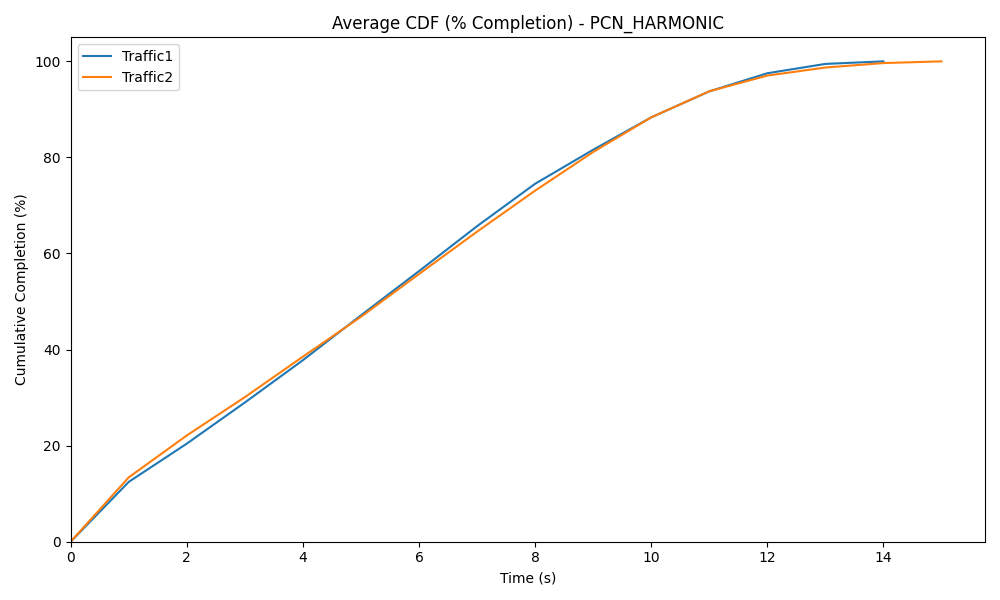 Average CDF (% Completion) - PCN_HARMONIC
Traffic1
Traffic2
Cumulative Completion (%)
100
80
60
40
20
0
0 2 4 6 8 10 12 14
Time (s)